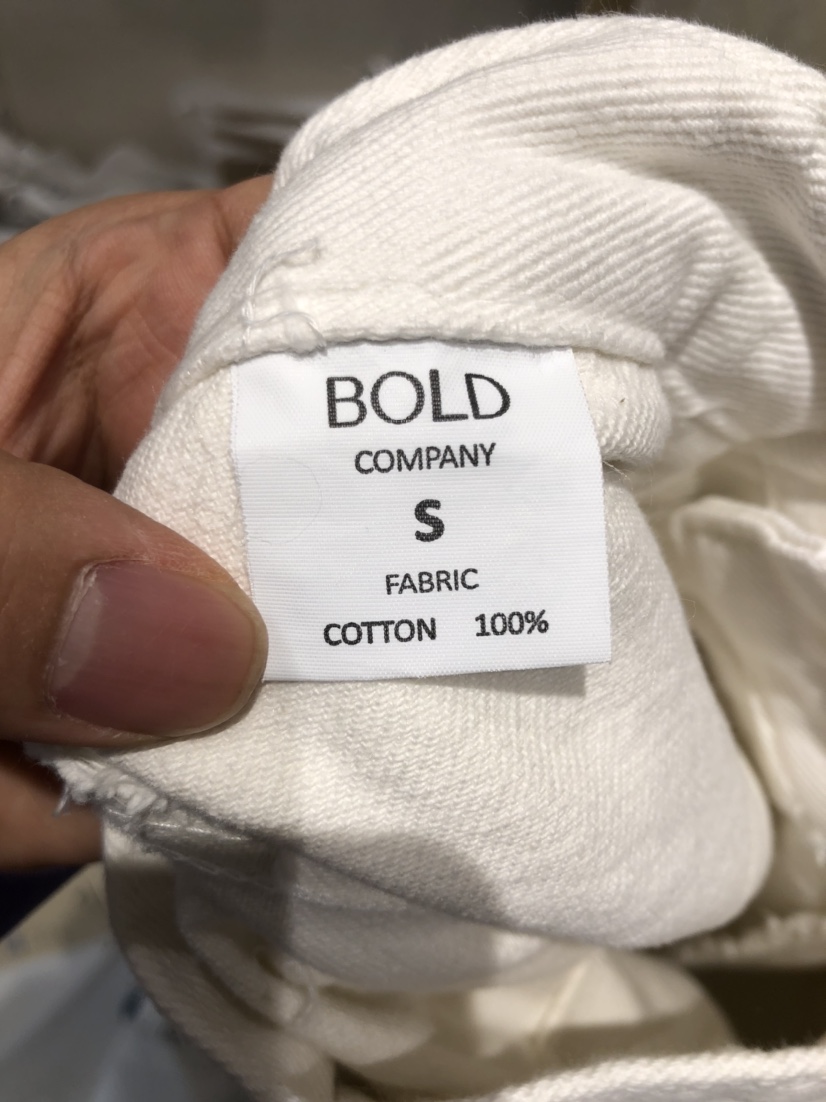 BOLD
COMPANY
S
FABRIC
COTTON 100%